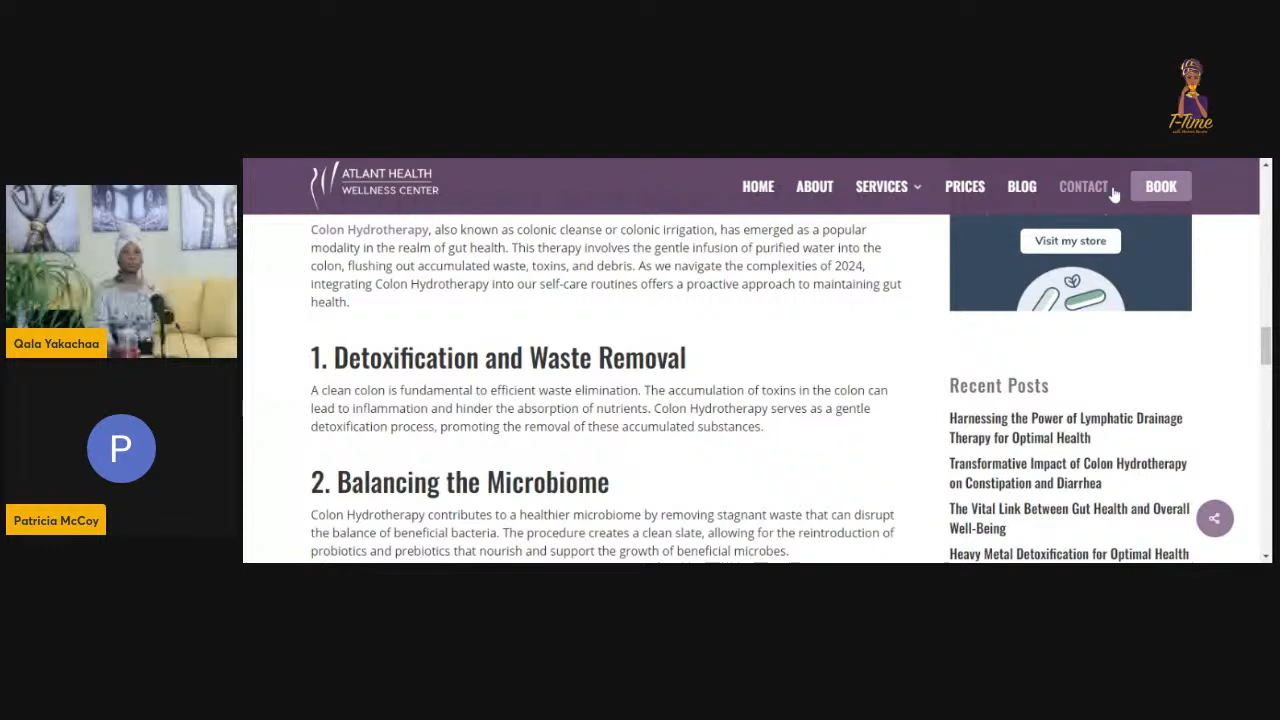 T-Time
ATLANT HEALTH
WELLNESS CENTER
HOME
ABOUT
SERVICES
PRICES
BLOG
CONTACT
BOOK
Colon Hydrotherapy, also known as colonic cleanse or colonic irrigation, has emerged as a popular
modality in the realm of gut health. This therapy involves the gentle infusion of purified water into the
colon, flushing out accumulated waste, toxins, and debris. As we navigate the complexities of 2024,
integrating Colon Hydrotherapy into our self-care routines offers a proactive approach to maintaining gut
health.
1. Detoxification and Waste Removal
A clean colon is fundamental to efficient waste elimination. The accumulation of toxins in the colon can
lead to inflammation and hinder the absorption of nutrients. Colon Hydrotherapy serves as a gentle
detoxification process, promoting the removal of these accumulated substances.
2. Balancing the Microbiome
Colon Hydrotherapy contributes to a healthier microbiome by removing stagnant waste that can disrupt
the balance of beneficial bacteria. The procedure creates a clean slate, allowing for the reintroduction of
probiotics and prebiotics that nourish and support the growth of beneficial microbes.
Visit my store
Recent Posts
Harnessing the Power of Lymphatic Drainage
Therapy for Optimal Health
Transformative Impact of Colon Hydrotherapy
on Constipation and Diarrhea
The Vital Link Between Gut Health and Overall
Well-Being
Heavy Metal Detoxification for Optimal Health
Qala Yakachaa
P
Patricia McCoy